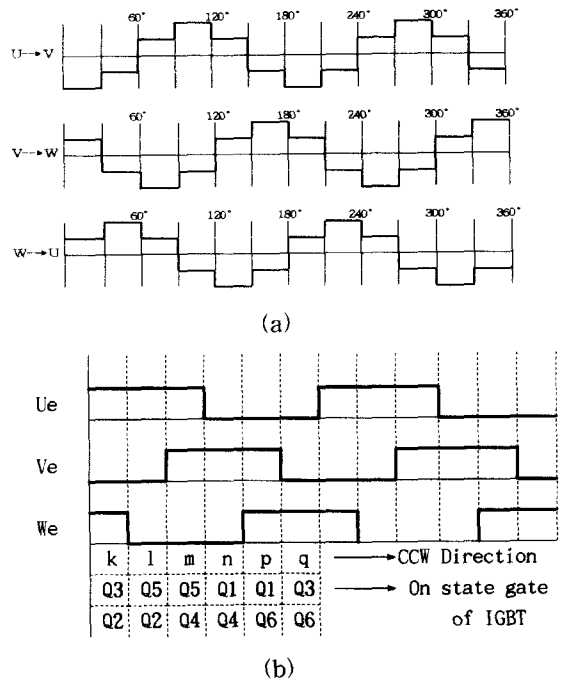 60° 120° 180° 240° 300° 360°
U→V
60° 120° 180° 240° 300° 360°
V→W
60° 120° 180° 240° 300° 360°
W→U
(a)
Ue
Ve
We
k l m n p q →CCW Direction
Q3 Q5 Q5 Q1 Q1 Q3 → On state gate
Q2 Q2 Q4 Q4 Q6 Q6 of IGBT
(b)